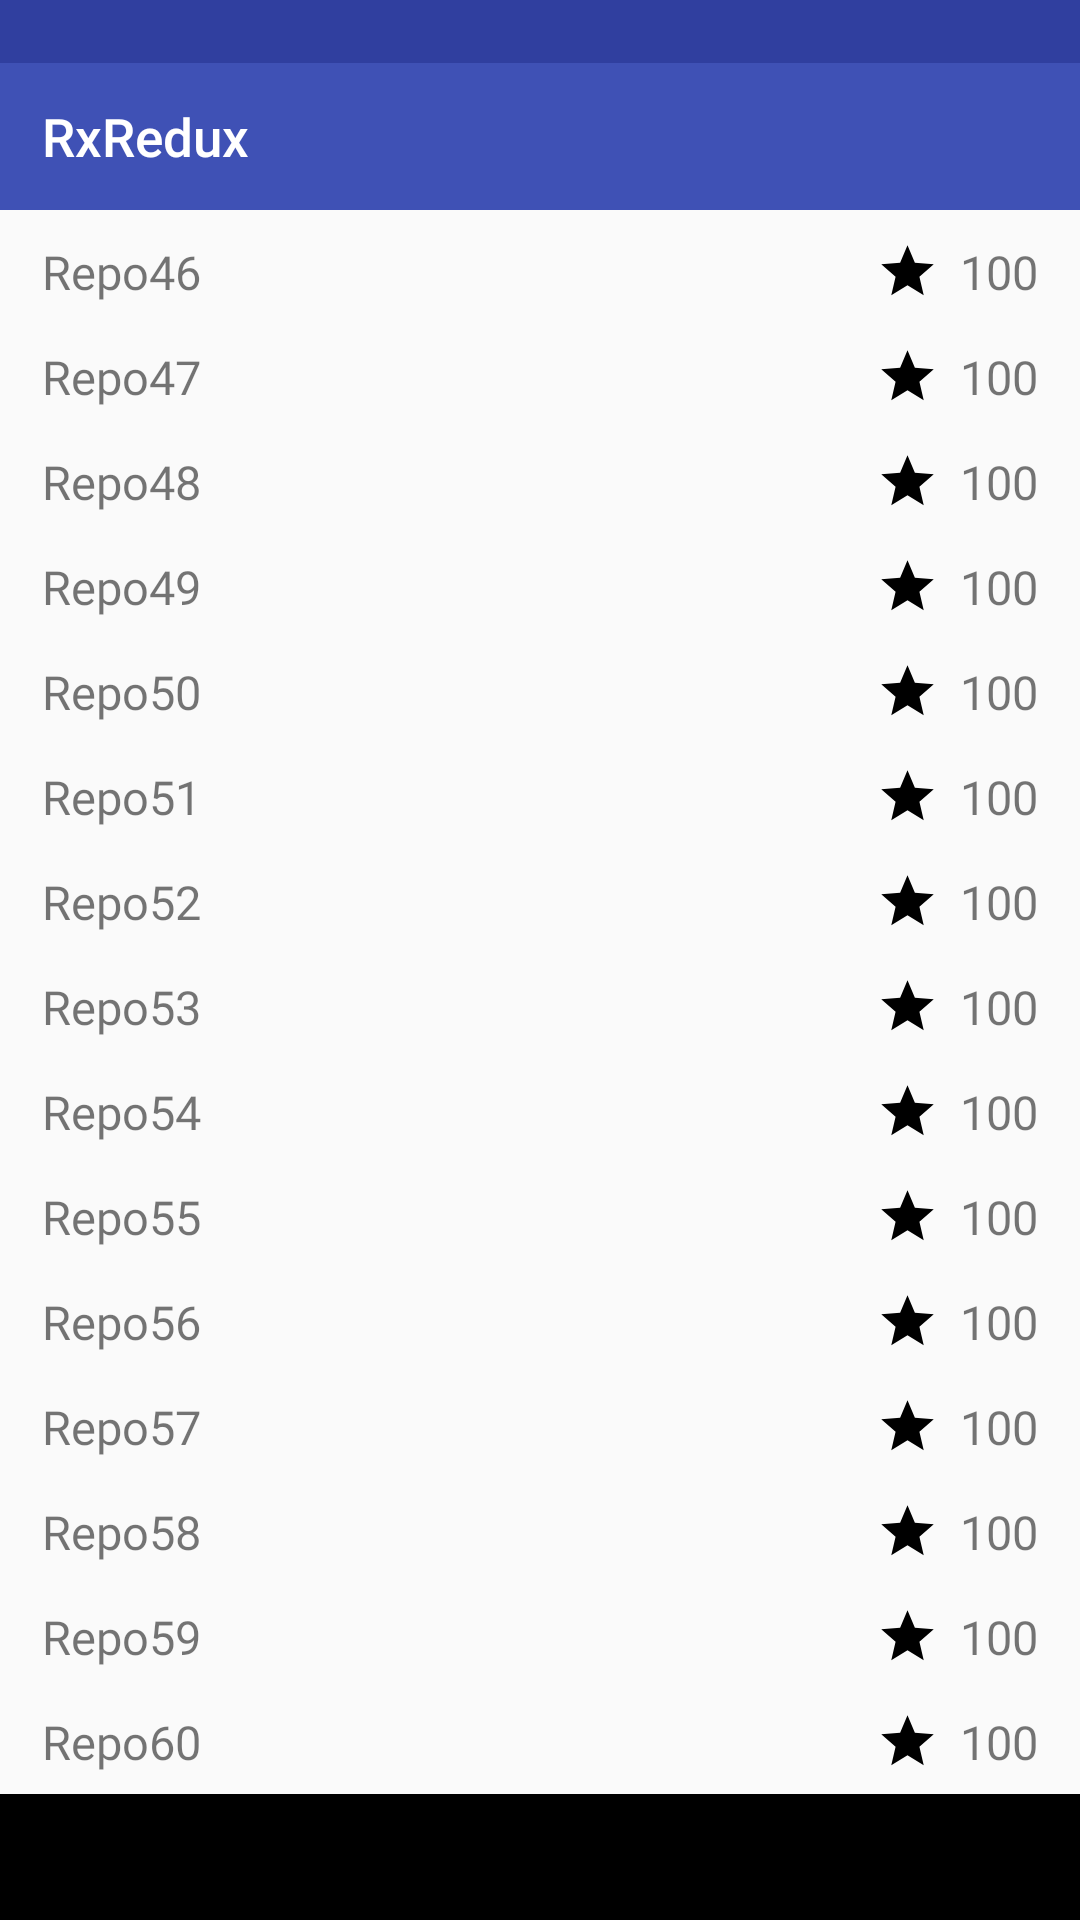 RxRedux
Repo46 100
Repo47 100
Repo48 100
Repo49 100
Repo50 100
Repo51 100
Repo52 100
Repo53 100
Repo54 100
Repo55 100
Repo56 100
Repo57 100
Repo58 100
Repo59 100
Repo60 100